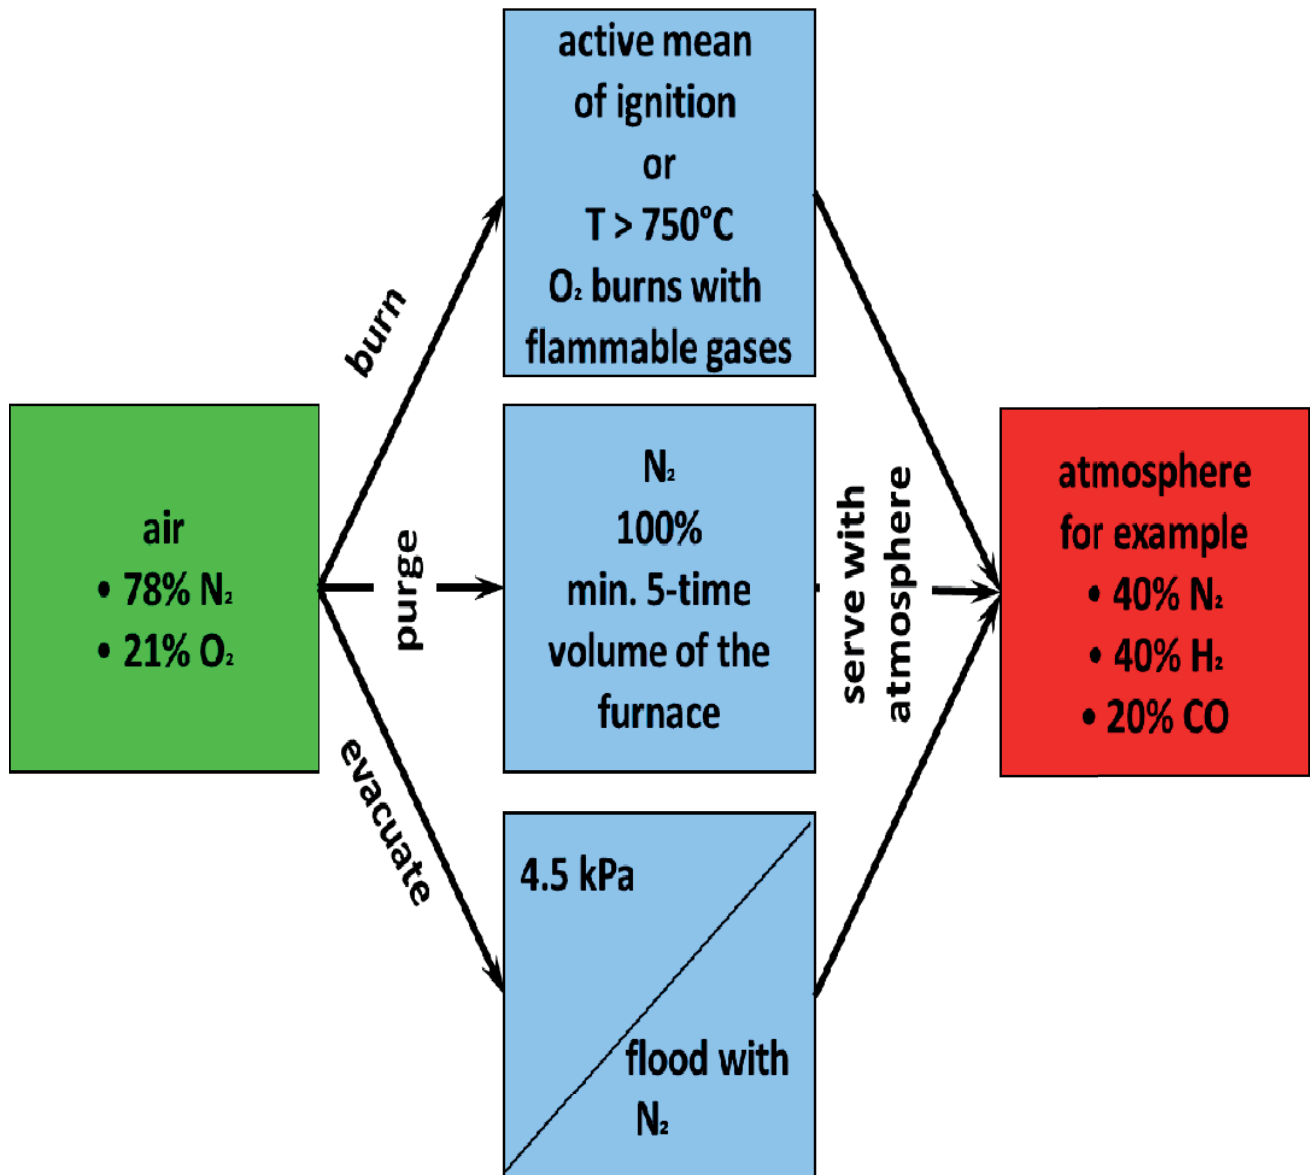 active mean
of ignition
or
T > 750°C
O₂ burns with
flammable gases
burn
air
• 78% N₂
• 21% O₂
purge
N₂
100%
min. 5-time
volume of the
furnace
serve with
atmosphere
atmosphere
for example
• 40% N₂
• 40% H₂
• 20% CO
evacuate
4.5 kPa
flood with
N₂